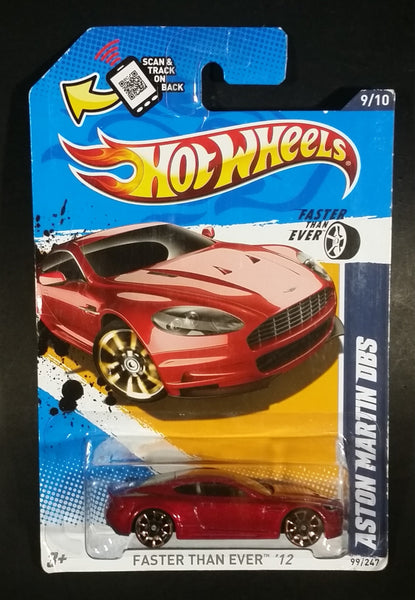 SCAN &
TRACK
ON
BACK
9/10
HOT WHEELS®
FASTER
THAN
EVER
ASTON MARTIN DBS
3+
FASTER THAN EVER™ '12
99/247